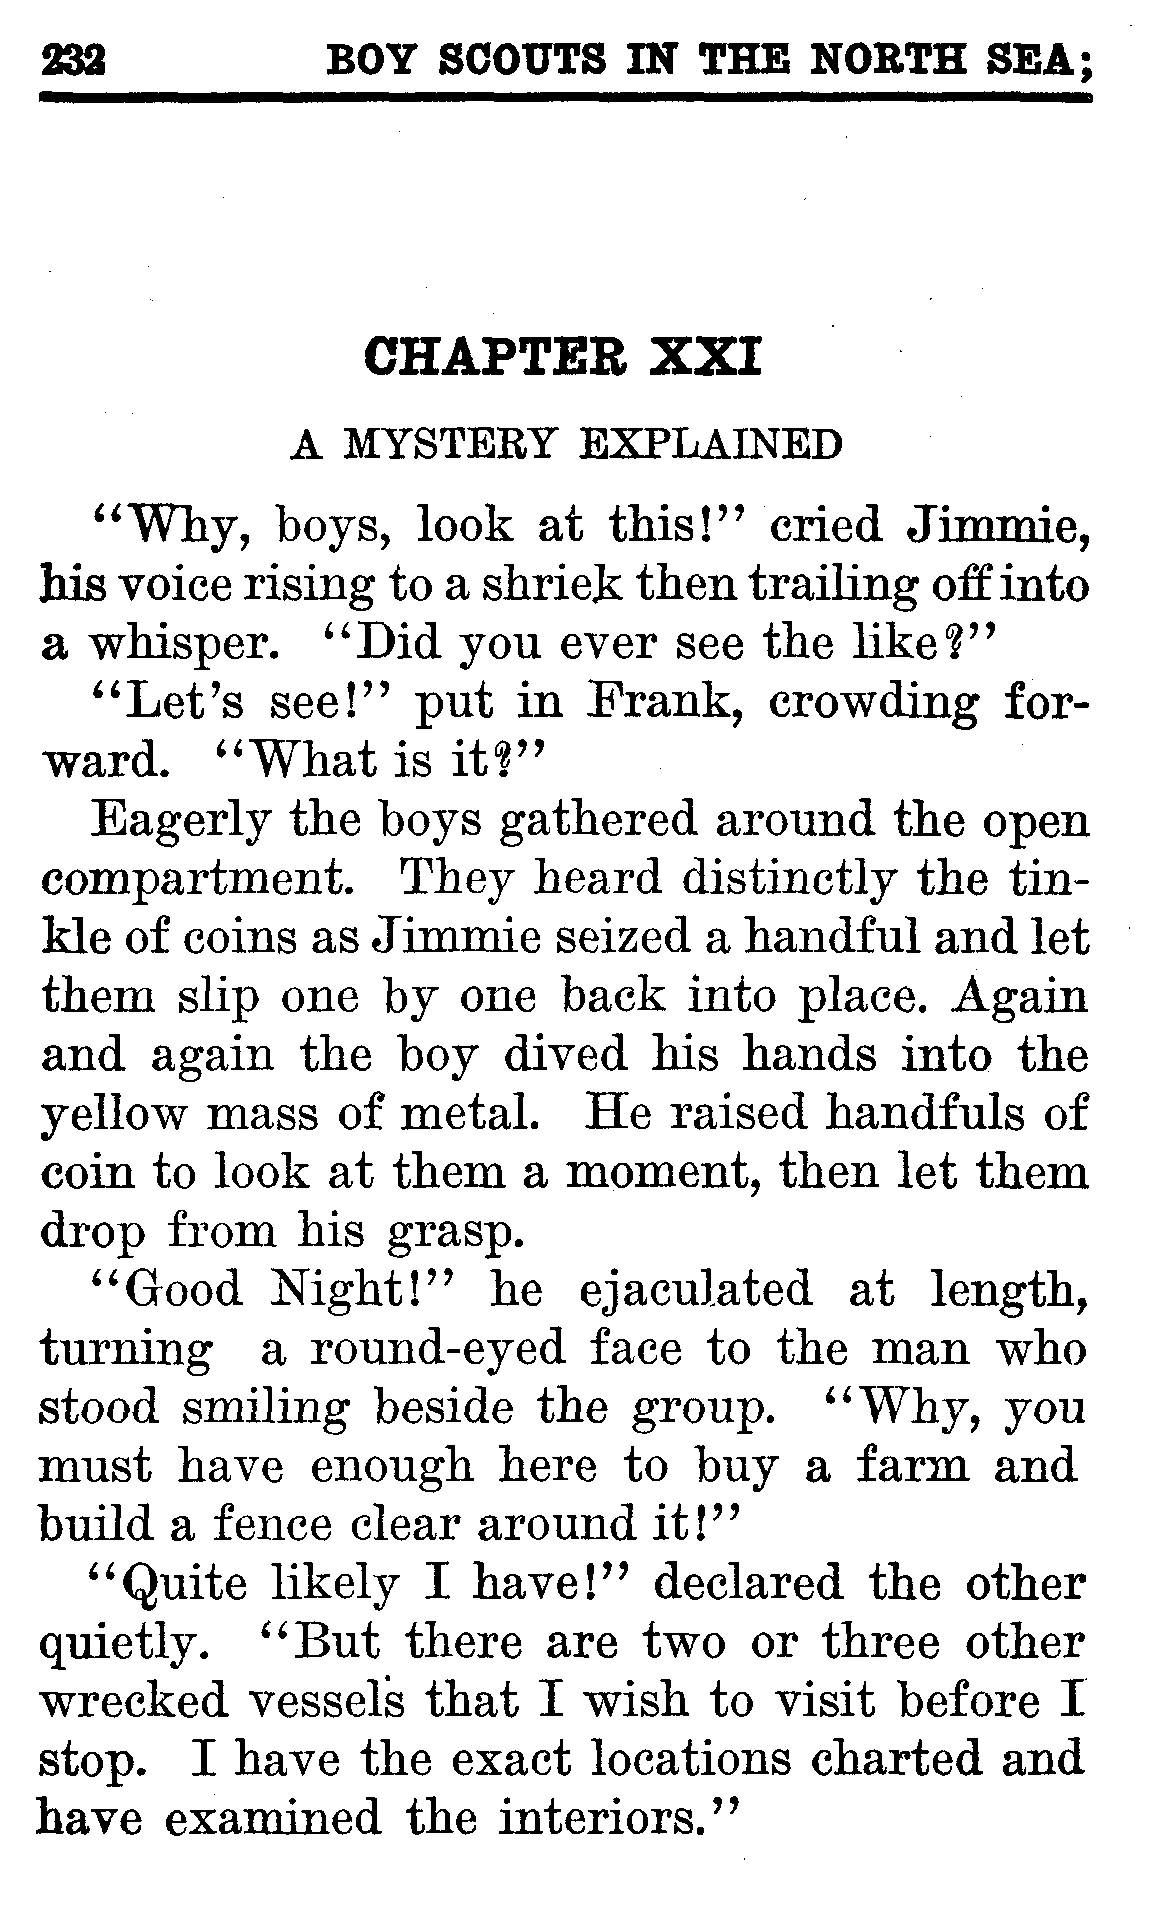 232 BOY SCOUTS IN THE NORTH SEA;
CHAPTER XXI
A MYSTERY EXPLAINED
“Why, boys, look at this!” cried Jimmie,
his voice rising to a shriek then trailing off into
a whisper. “Did you ever see the like?”
“Let’s see!” put in Frank, crowding for-
ward. “What is it?”
Eagerly the boys gathered around the open
compartment. They heard distinctly the tin-
kle of coins as Jimmie seized a handful and let
them slip one by one back into place. Again
and again the boy dived his hands into the
yellow mass of metal. He raised handfuls of
coin to look at them a moment, then let them
drop from his grasp.
“Good Night!” he ejaculated at length,
turning a round-eyed face to the man who
stood smiling beside the group. “Why, you
must have enough here to buy a farm and
build a fence clear around it!”
“Quite likely I have!” declared the other
quietly. “But there are two or three other
wrecked vessels that I wish to visit before I
stop. I have the exact locations charted and
have examined the interiors.”